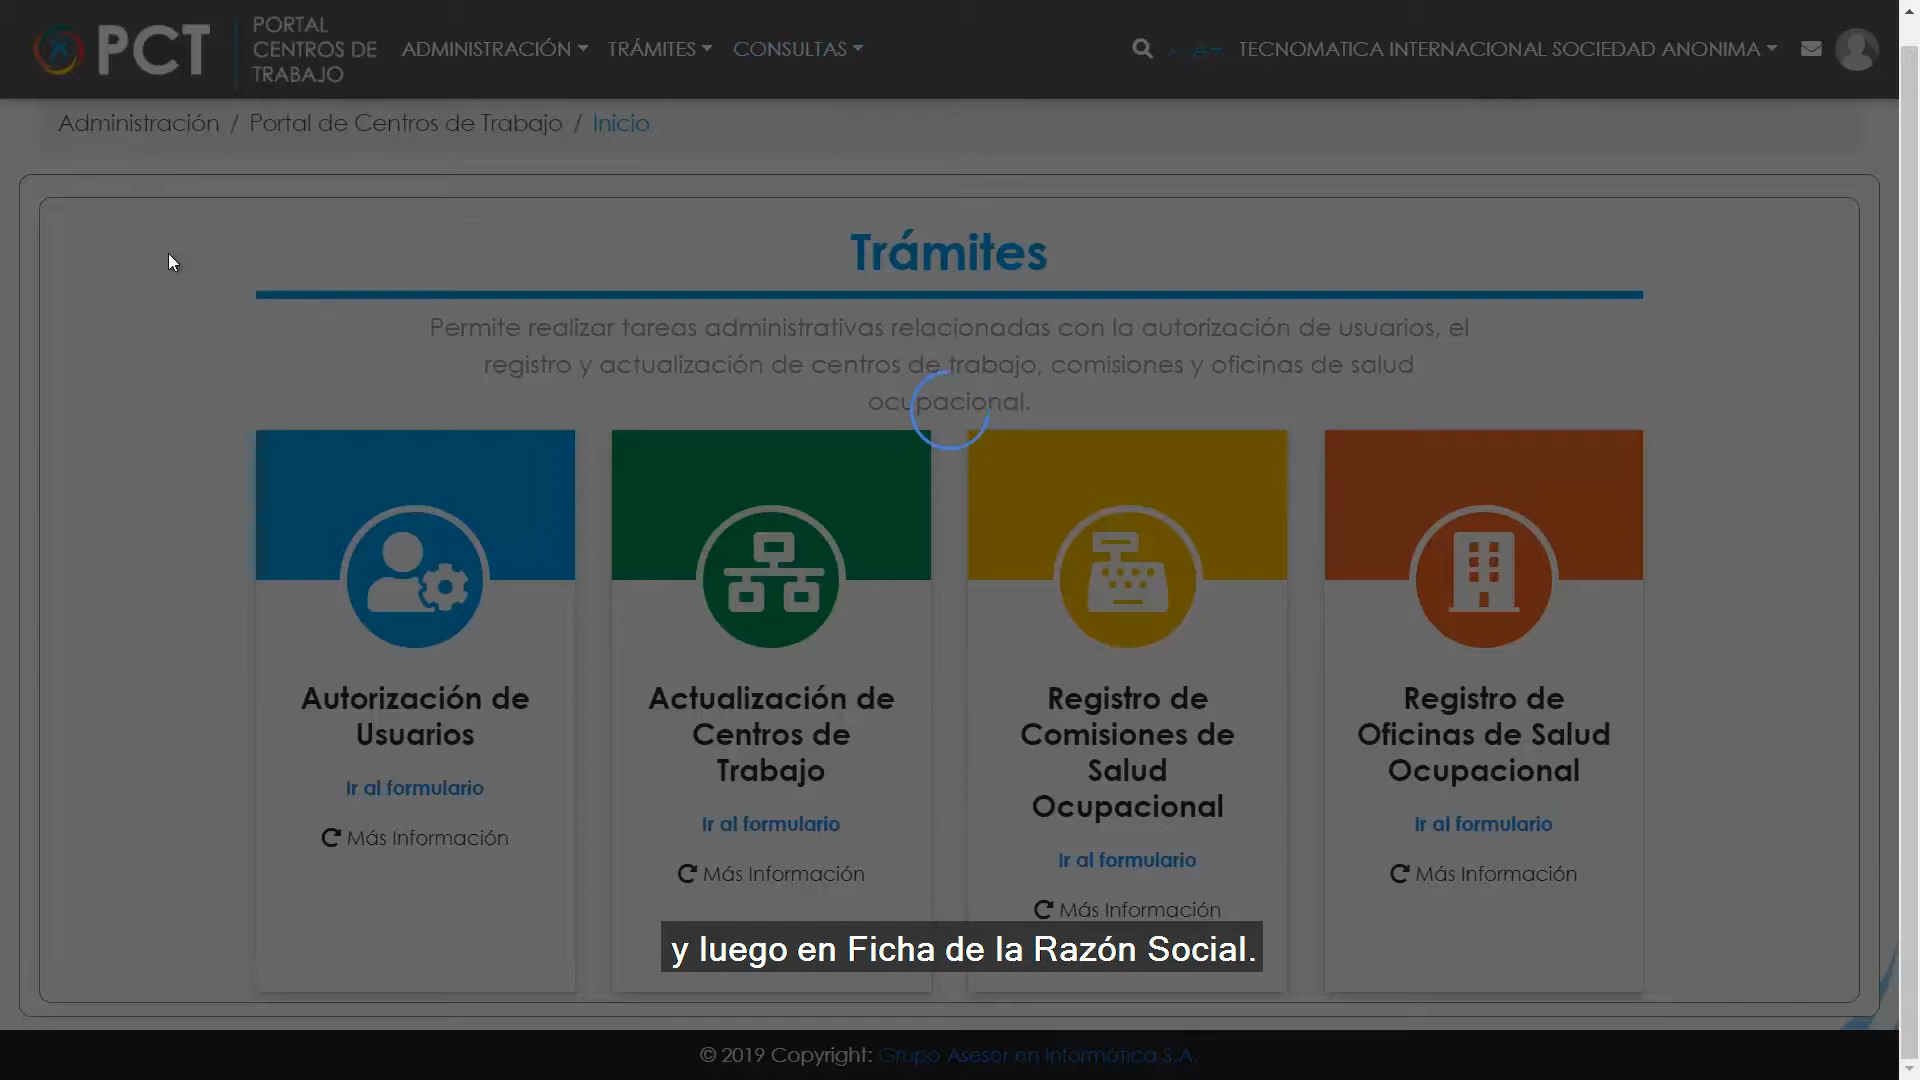 PCT
PORTAL
CENTROS DE
TRABAJO
ADMINISTRACIÓN
TRÁMITES
CONSULTAS
TECNOMATICA INTERNACIONAL SOCIEDAD ANONIMA
Administración / Portal de Centros de Trabajo / Inicio
Trámites
Permite realizar tareas administrativas relacionadas con la autorización de usuarios, el
registro y actualización de centros de trabajo, comisiones y oficinas de salud
ocupacional.
Autorización de
Usuarios
Ir al formulario
Más Información
Actualización de
Centros de
Trabajo
Ir al formulario
Más Información
Registro de
Comisiones de
Salud
Ocupacional
Ir al formulario
Más Información
Registro de
Oficinas de Salud
Ocupacional
Ir al formulario
Más Información
y luego en Ficha de la Razón Social.
© 2019 Copyright: Grupo Asesor en Informática S.A.